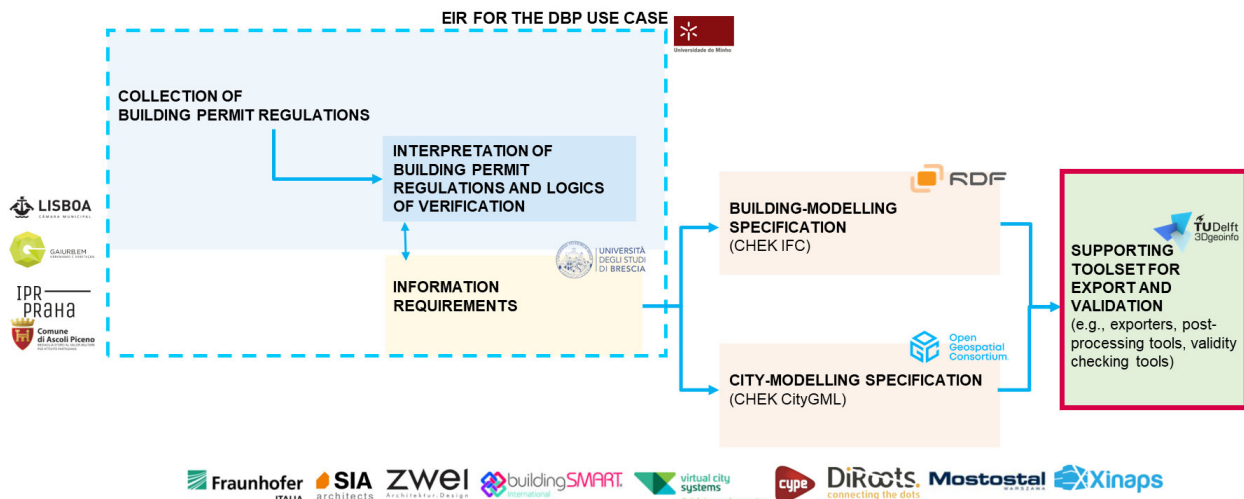 EIR FOR THE DBP USE CASE
Universidade do Minho
COLLECTION OF
BUILDING PERMIT REGULATIONS
INTERPRETATION OF
BUILDING PERMIT
REGULATIONS AND LOGICS
OF VERIFICATION
LISBOA
CÂMARA MUNICIPAL
GAIURB.EM
IPR
PRAHA
Comune
di Ascoli Piceno
UNIVERSITÀ
DEGLI STUDI
DI BRESCIA
INFORMATION
REQUIREMENTS
RDF
BUILDING-MODELLING
SPECIFICATION
(CHEK IFC)
Open
Geospatial
Consortium
CITY-MODELLING SPECIFICATION
(CHEK CityGML)
TUDelft
3Dgeoinfo
SUPPORTING
TOOLSET FOR
EXPORT AND
VALIDATION
(e.g., exporters, post-
processing tools, validity
checking tools)
Fraunhofer
ITALIA
SIA
architects
ZWEI
Architektur.Design
buildingSMART
International
virtual city
systems
cype
DiRoots.
connecting the dots
Mostostal
WARSZAWA
Xinaps